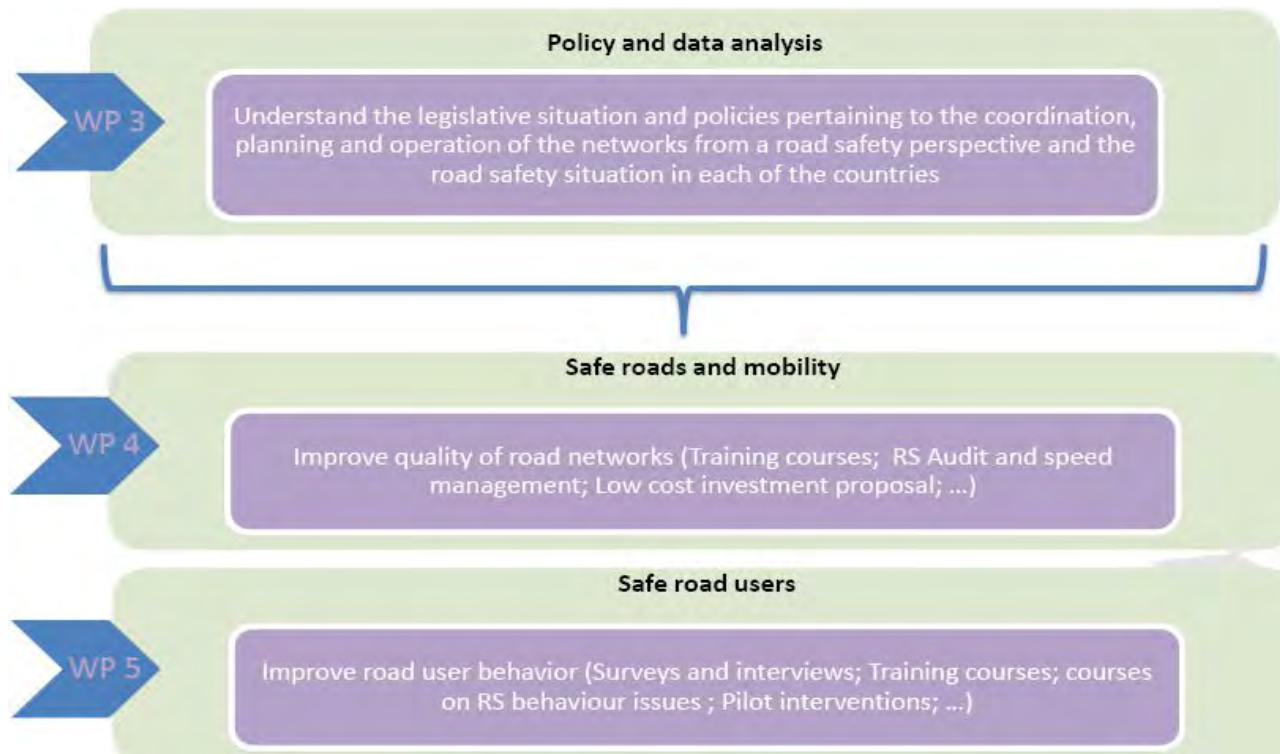 Policy and data analysis
WP 3
Understand the legislative situation and policies pertaining to the coordination,
planning and operation of the networks from a road safety perspective and the
road safety situation in each of the countries
Safe roads and mobility
WP 4
Improve quality of road networks (Training courses;  RS Audit and speed
management; Low cost investment proposal; ...)
Safe road users
WP 5
Improve road user behavior (Surveys and interviews; Training courses; courses
on RS behaviour issues ; Pilot interventions; ...)